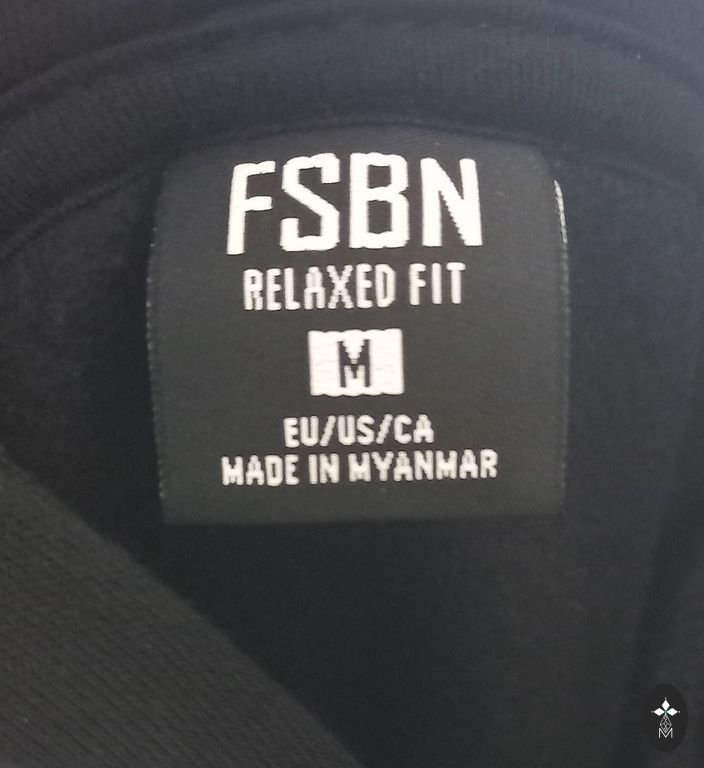 FSBN
RELAXED FIT
M
EU/US/CA
MADE IN MYANMAR
M